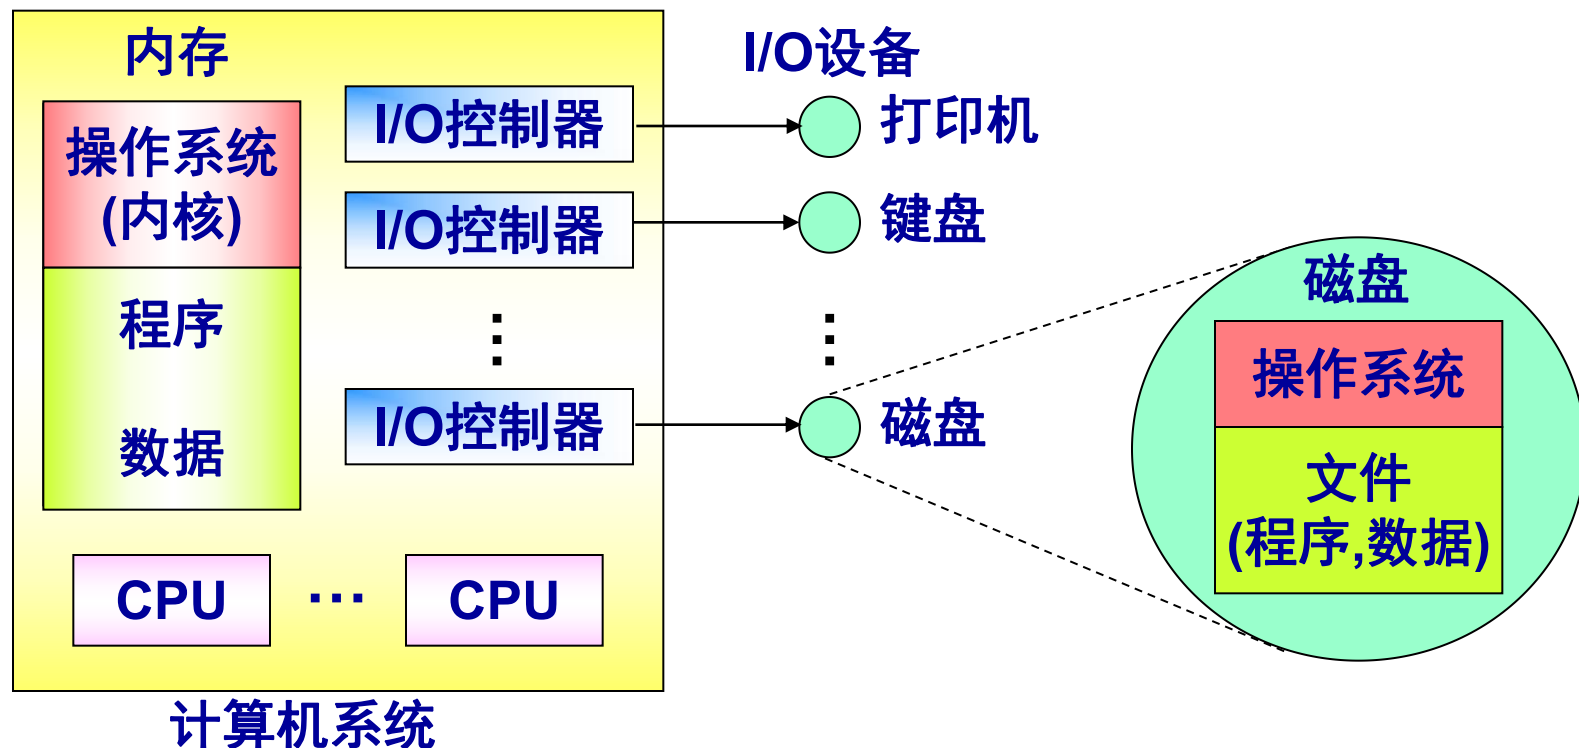 内存
操作系统
(内核)
程序
数据
I/O控制器
I/O控制器
⋮
I/O控制器
CPU
…
CPU
计算机系统
I/O设备
打印机
键盘
⋮
磁盘
磁盘
操作系统
文件
(程序,数据)